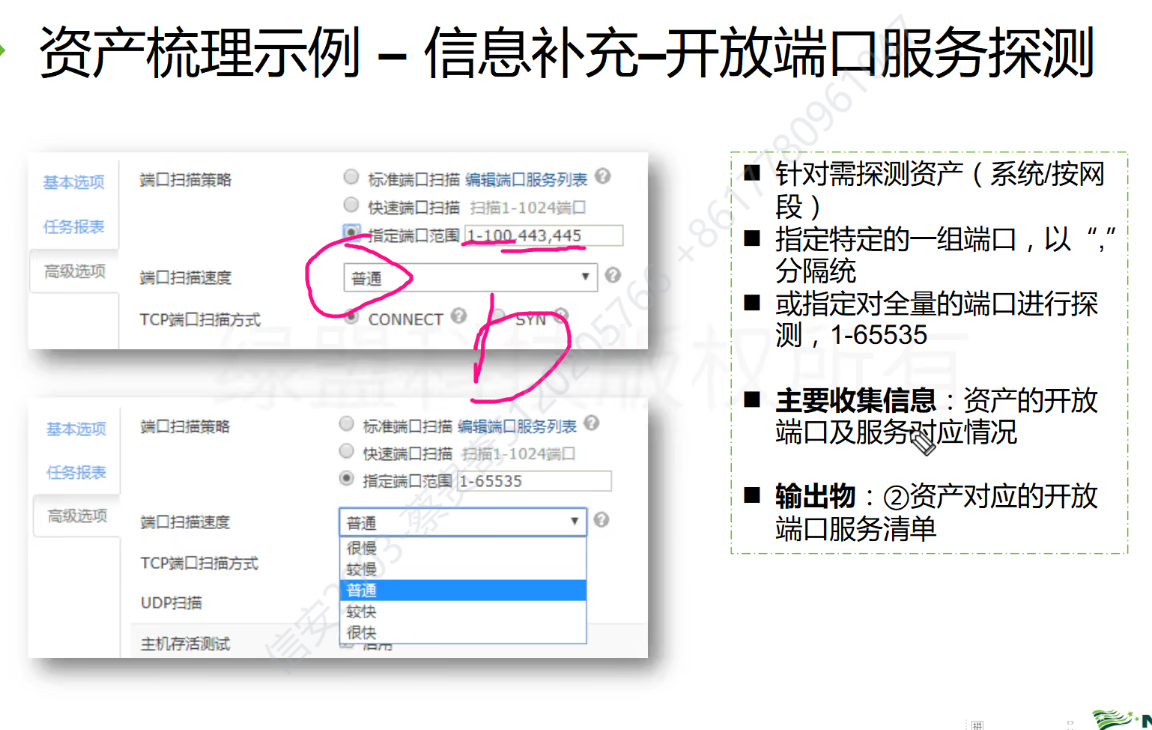 资产梳理示例 – 信息补充–开放端口服务探测
基本选项
任务报表
高级选项
端口扫描策略
标准端口扫描 编辑端口服务列表
快速端口扫描 扫描1-1024端口
指定端口范围 1-100,443,445
端口扫描速度
普通
TCP端口扫描方式
CONNECT
SYN
基本选项
任务报表
高级选项
端口扫描策略
标准端口扫描 编辑端口服务列表
快速端口扫描 扫描1-1024端口
指定端口范围 1-65535
端口扫描速度
普通
很慢
较慢
普通
较快
很快
TCP端口扫描方式
UDP扫描
主机存活测试
启用
■ 针对需探测资产（系统/按网
段）
■ 指定特定的一组端口，以“,”
分隔统
■ 或指定对全量的端口进行探
测，1-65535
■ 主要收集信息：资产的开放
端口及服务对应情况
■ 输出物：②资产对应的开放
端口服务清单